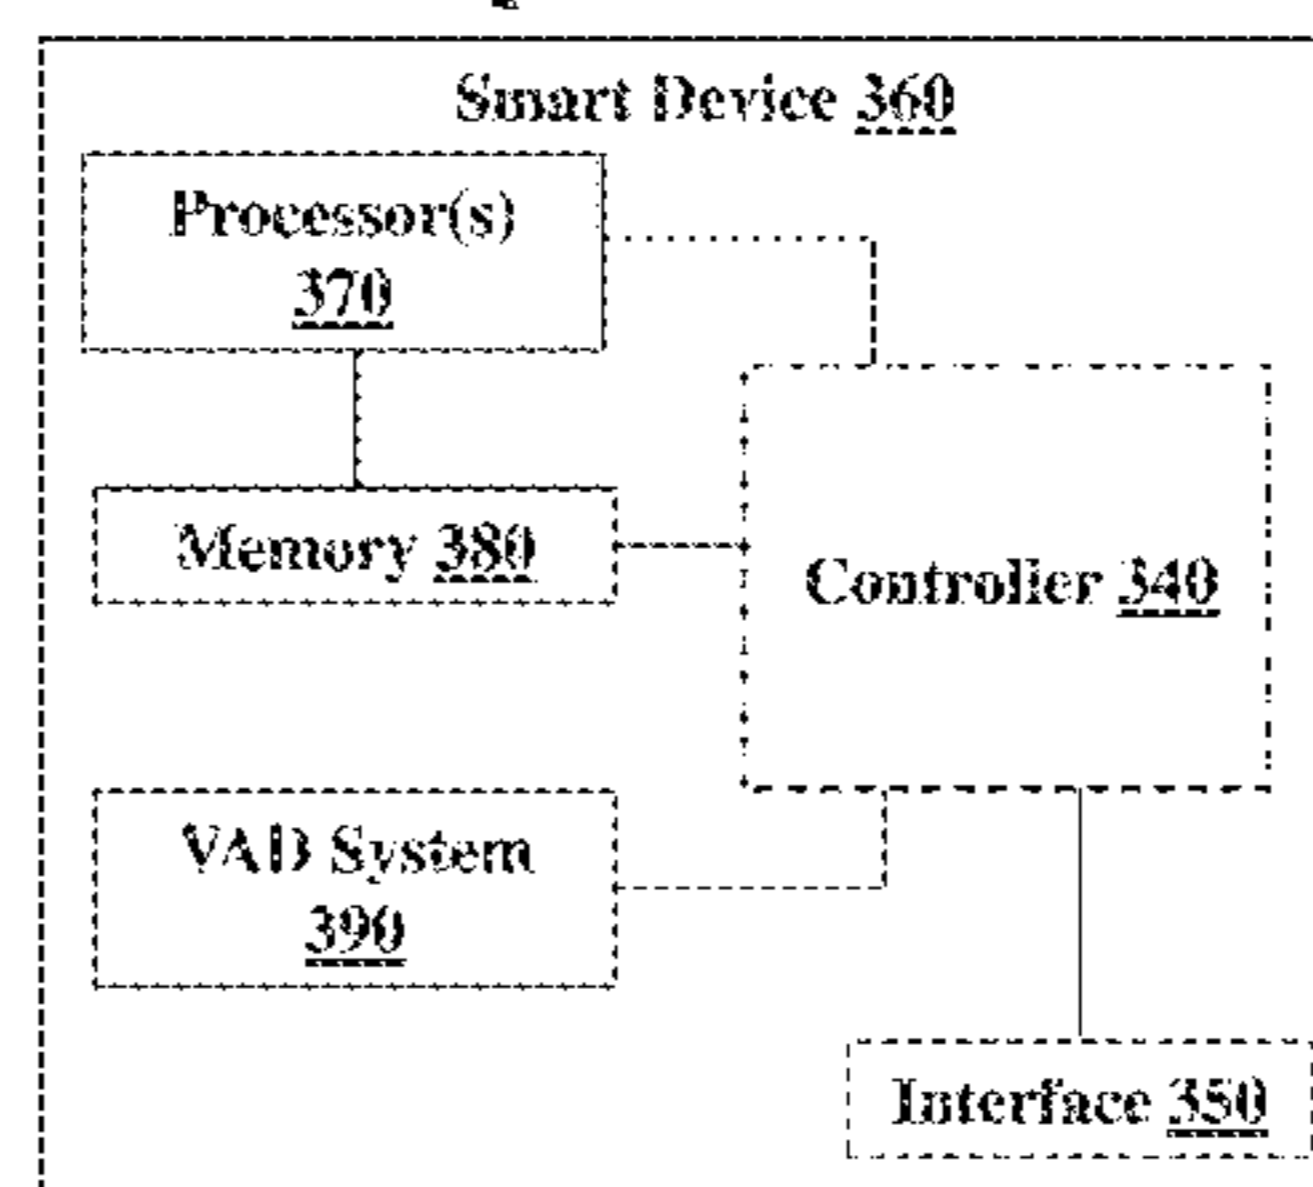 Smart Device 360
Processor(s)
370
Memory 380
Controller 340
VAD System
390
Interface 350